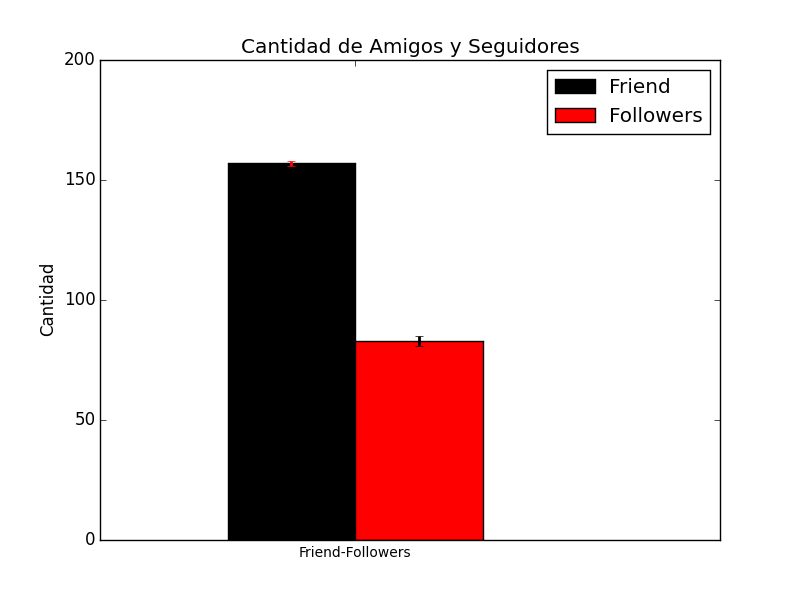 Cantidad de Amigos y Seguidores
200
150
100
50
0
Cantidad
Friend
Followers
Friend-Followers